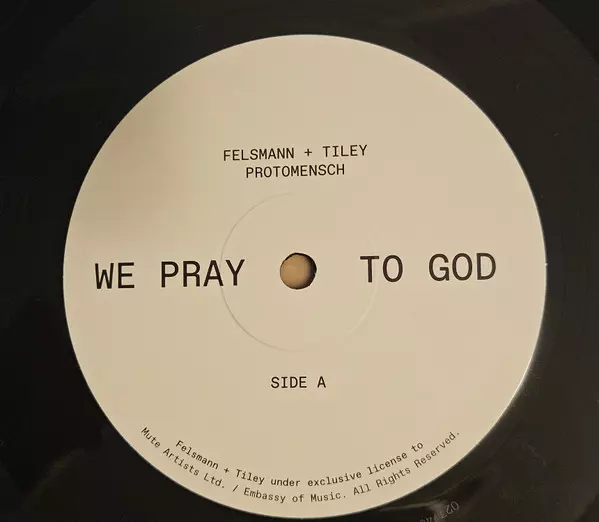 FELSMANN + TILEY
PROTOMENSCH
WE PRAY TO GOD
SIDE A
Felsmann + Tiley under exclusive license to
Mute Artists Ltd. / Embassy of Music. All Rights Reserved.